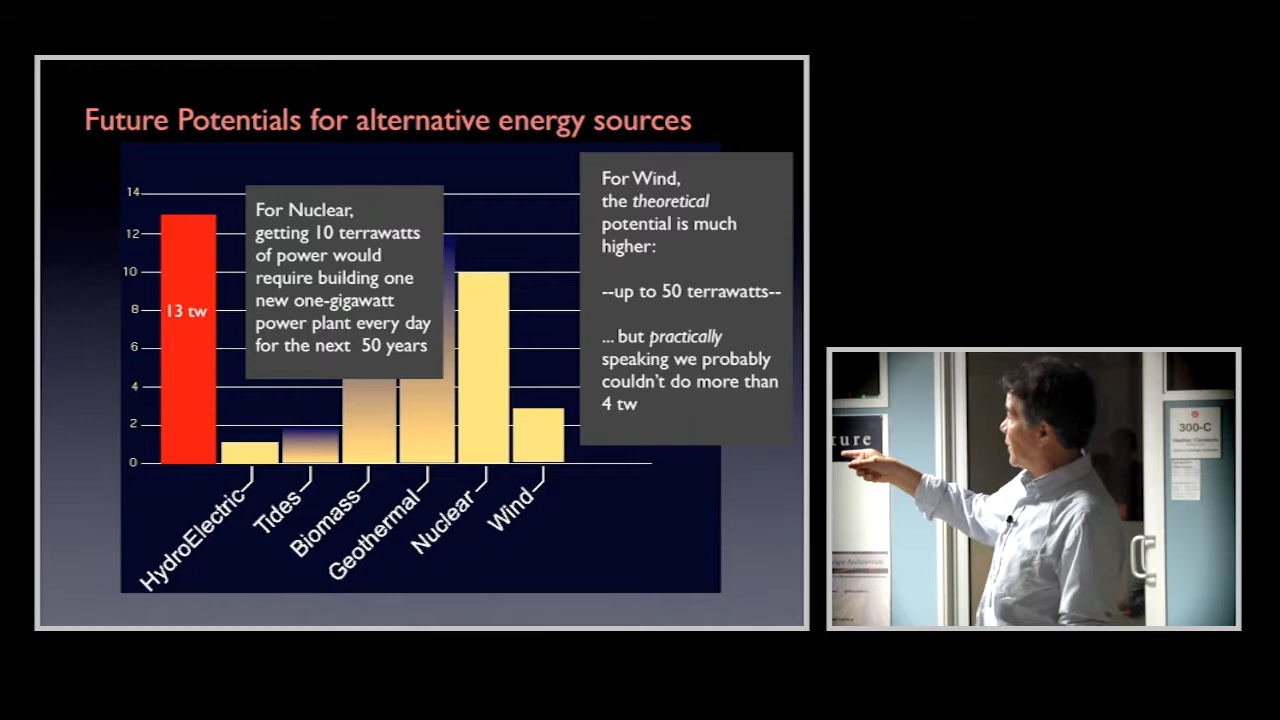 Future Potentials for alternative energy sources
14
12
10
8
6
4
2
0
13 tw
For Nuclear,
getting 10 terrawatts
of power would
require building one
new one-gigawatt
power plant every day
for the next 50 years
For Wind,
the theoretical
potential is much
higher:
--up to 50 terrawatts--
... but practically
speaking we probably
couldn't do more than
4 tw
HydroElectric
Tides
Biomass
Geothermal
Nuclear
Wind
ture
300-C